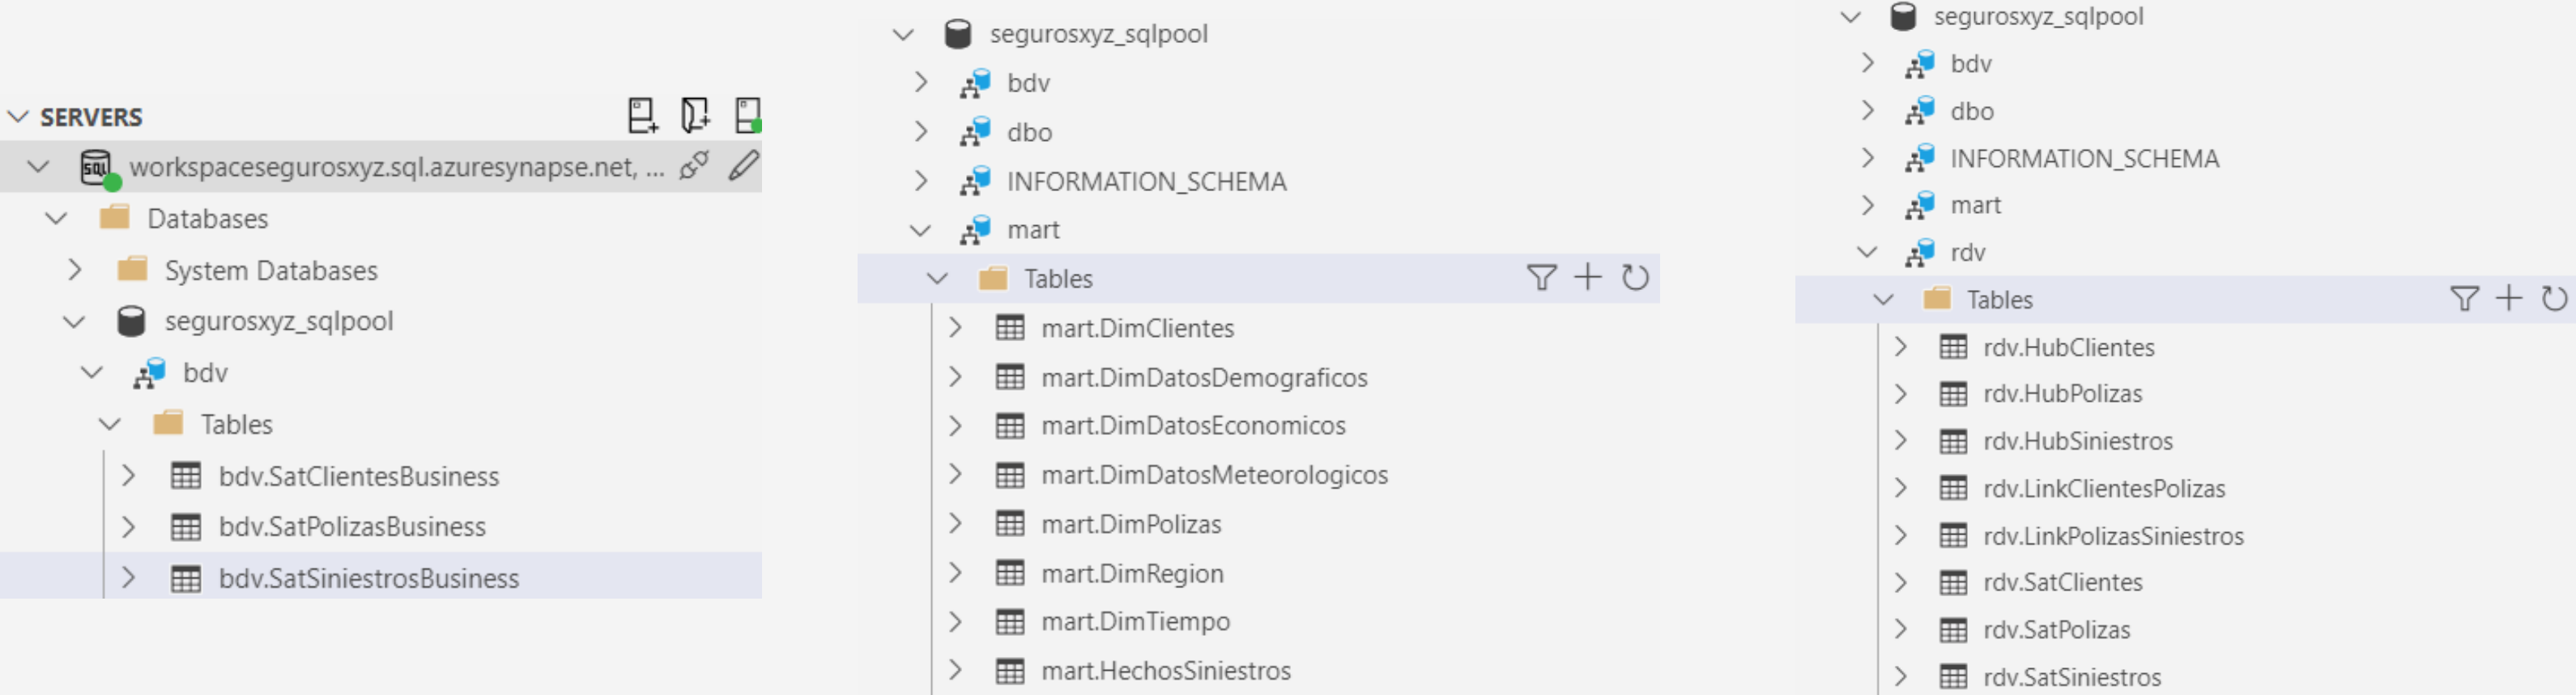 SERVERS
workspacesegurosxyz.sql.azuresynapse.net, ...
Databases
System Databases
segurosxyz_sqlpool
bdv
Tables
bdv.SatClientesBusiness
bdv.SatPolizasBusiness
bdv.SatSiniestrosBusiness
segurosxyz_sqlpool
bdv
dbo
INFORMATION_SCHEMA
mart
Tables
mart.DimClientes
mart.DimDatosDemograficos
mart.DimDatosEconomicos
mart.DimDatosMeteorologicos
mart.DimPolizas
mart.DimRegion
mart.DimTiempo
mart.HechosSiniestros
segurosxyz_sqlpool
bdv
dbo
INFORMATION_SCHEMA
mart
rdv
Tables
rdv.HubClientes
rdv.HubPolizas
rdv.HubSiniestros
rdv.LinkClientesPolizas
rdv.LinkPolizasSiniestros
rdv.SatClientes
rdv.SatPolizas
rdv.SatSiniestros